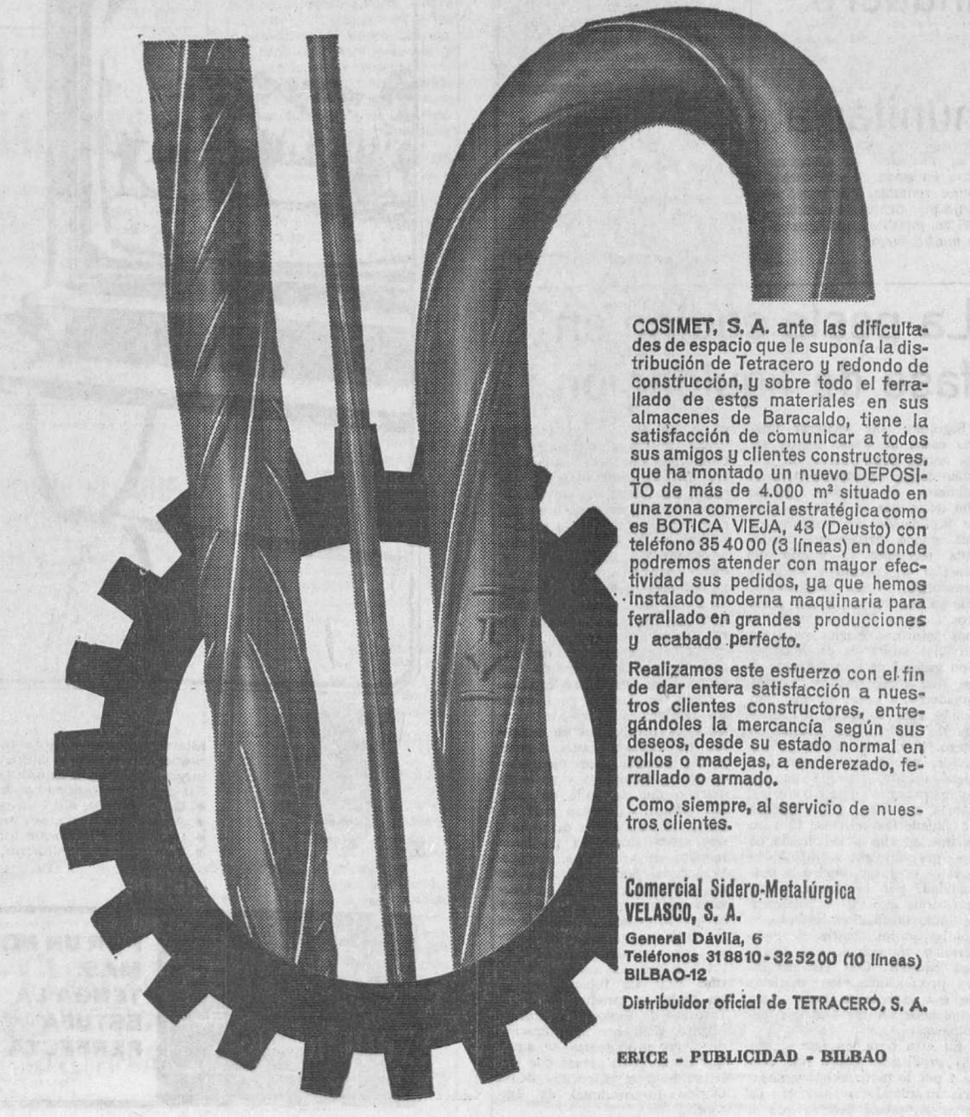 COSIMET, S. A. ante las dificulta-
des de espacio que le suponía la dis-
tribución de Tetracero y redondo de
construcción, y sobre todo el ferra-
llado de estos materiales en sus
almacenes de Baracaldo, tiene la
satisfacción de comunicar a todos
sus amigos y clientes constructores,
que ha montado un nuevo DEPOSI-
TO de más de 4.000 m² situado en
una zona comercial estratégica como
es BOTICA VIEJA, 43 (Deusto) con
teléfono 35 40 00 (3 líneas) en donde
podremos atender con mayor efec-
tividad sus pedidos, ya que hemos
instalado moderna maquinaria para
ferrallado en grandes producciones
y acabado perfecto.
Realizamos este esfuerzo con el fin
de dar entera satisfacción a nues-
tros clientes constructores, entre-
gándoles la mercancía según sus
deseos, desde su estado normal en
rollos o madejas, a enderezado, fe-
rrallado o armado.
Como siempre, al servicio de nues-
tros clientes.
Comercial Sidero-Metalúrgica
VELASCO, S. A.
General Dávila, 6
Teléfonos 318810-325200 (10 líneas)
BILBAO-12
Distribuidor oficial de TETRACERO, S. A.
ERICE - PUBLICIDAD - BILBAO